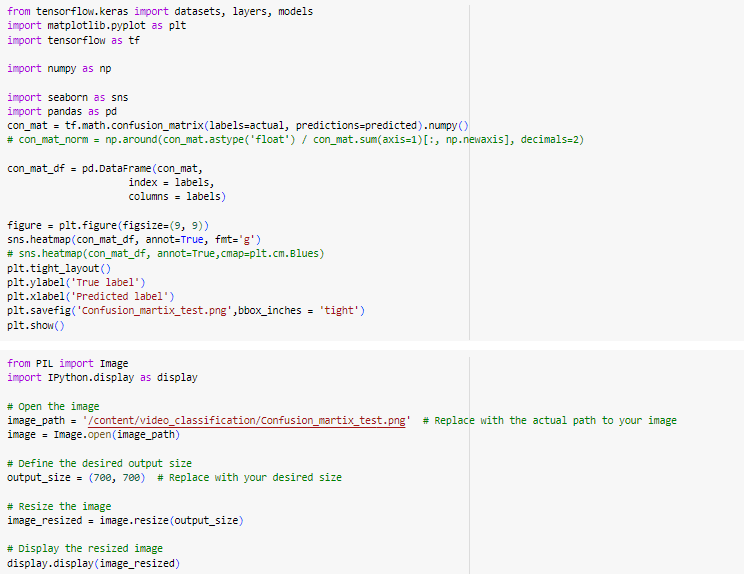 from tensorflow.keras import datasets, layers, models
import matplotlib.pyplot as plt
import tensorflow as tf
import numpy as np
import seaborn as sns
import pandas as pd
con_mat = tf.math.confusion_matrix(labels=actual, predictions=predicted).numpy()
# con_mat_norm = np.around(con_mat.astype('float') / con_mat.sum(axis=1)[:, np.newaxis], decimals=2)
con_mat_df = pd.DataFrame(con_mat,
                    index = labels,
                    columns = labels)
figure = plt.figure(figsize=(9, 9))
sns.heatmap(con_mat_df, annot=True, fmt='g')
# sns.heatmap(con_mat_df, annot=True,cmap=plt.cm.Blues)
plt.tight_layout()
plt.ylabel('True label')
plt.xlabel('Predicted label')
plt.savefig('Confusion_martix_test.png',bbox_inches = 'tight')
plt.show()
from PIL import Image
import IPython.display as display
# Open the image
image_path = '/content/video_classification/Confusion_martix_test.png'  # Replace with the actual path to your image
image = Image.open(image_path)
# Define the desired output size
output_size = (700, 700)  # Replace with your desired size
# Resize the image
image_resized = image.resize(output_size)
# Display the resized image
display.display(image_resized)